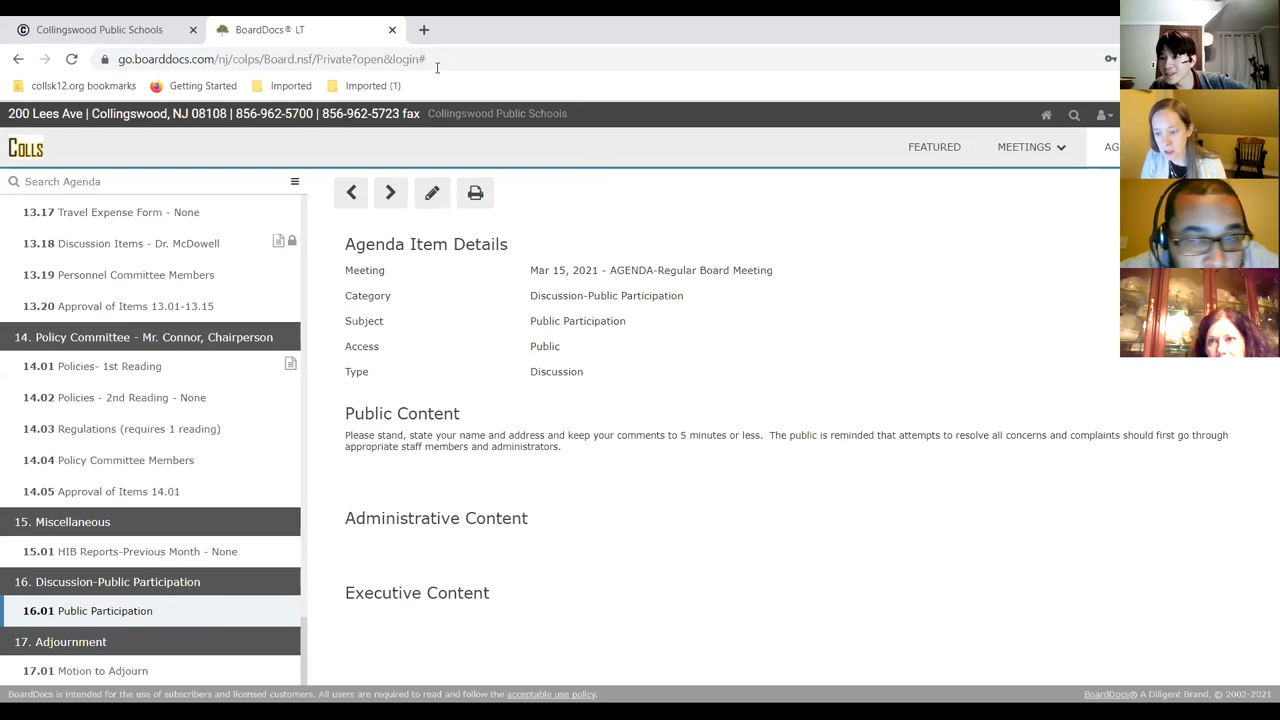 Collingswood Public Schools
BoardDocs® LT
go.boarddocs.com/nj/colps/Board.nsf/Private?open&login#
collsk12.org bookmarks
Getting Started
Imported
Imported (1)
200 Lees Ave | Collingswood, NJ 08108 | 856-962-5700 | 856-962-5723 fax
Collingswood Public Schools
COLLS
FEATURED
MEETINGS
AG
Search Agenda
13.17 Travel Expense Form - None
13.18 Discussion Items - Dr. McDowell
13.19 Personnel Committee Members
13.20 Approval of Items 13.01-13.15
14. Policy Committee - Mr. Connor, Chairperson
14.01 Policies- 1st Reading
14.02 Policies - 2nd Reading - None
14.03 Regulations (requires 1 reading)
14.04 Policy Committee Members
14.05 Approval of Items 14.01
15. Miscellaneous
15.01 HIB Reports-Previous Month - None
16. Discussion-Public Participation
16.01 Public Participation
17. Adjournment
17.01 Motion to Adjourn
Agenda Item Details
Meeting Mar 15, 2021 - AGENDA-Regular Board Meeting
Category Discussion-Public Participation
Subject Public Participation
Access Public
Type Discussion
Public Content
Please stand, state your name and address and keep your comments to 5 minutes or less. The public is reminded that attempts to resolve all concerns and complaints should first go through
appropriate staff members and administrators.
Administrative Content
Executive Content
BoardDocs is intended for the use of subscribers and licensed customers. All users are required to read and follow the acceptable use policy.
BoardDocs® A Diligent Brand, © 2002-2021